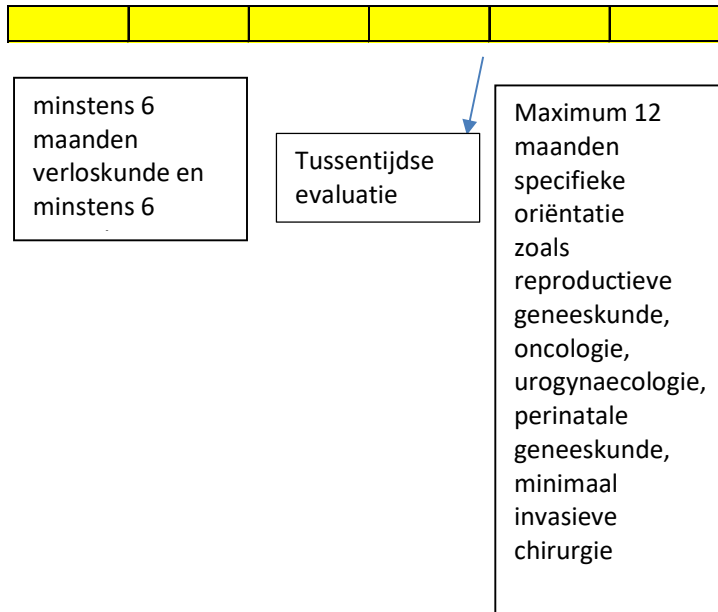 minstens 6
maanden
verloskunde en
minstens 6
Tussentijdse
evaluatie
Maximum 12
maanden
specifieke
oriëntatie
zoals
reproductieve
geneeskunde,
oncologie,
urogynaecologie,
perinatale
geneeskunde,
minimaal
invasieve
chirurgie